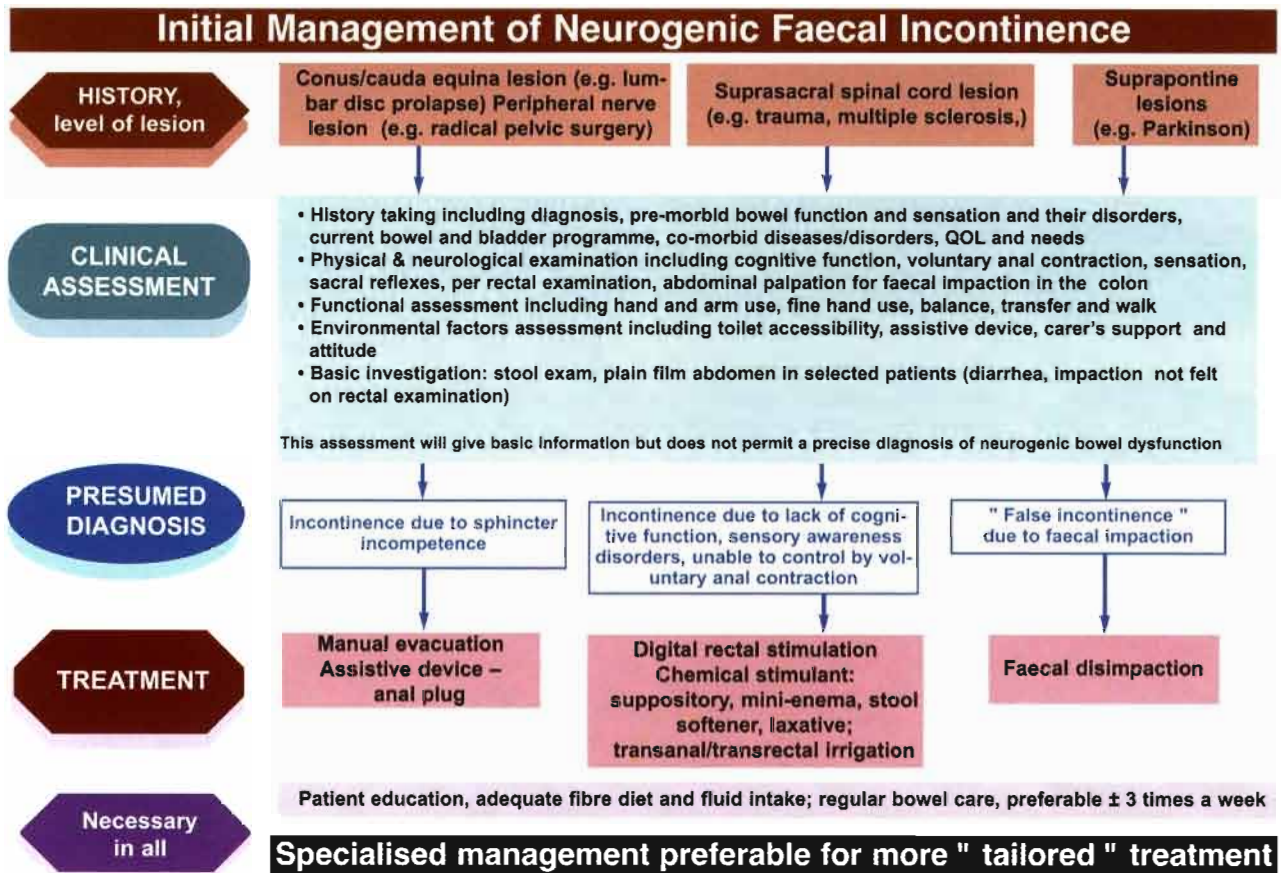 Initial Management of Neurogenic Faecal Incontinence
HISTORY,
level of lesion
Conus/cauda equina lesion (e.g. lum-
bar disc prolapse) Peripheral nerve
lesion (e.g. radical pelvic surgery)
Suprasacral spinal cord lesion
(e.g. trauma, multiple sclerosis,)
Suprapontine
lesions
(e.g. Parkinson)
CLINICAL
ASSESSMENT
• History taking including diagnosis, pre-morbid bowel function and sensation and their disorders,
current bowel and bladder programme, co-morbid diseases/disorders, QOL and needs
• Physical & neurological examination including cognitive function, voluntary anal contraction, sensation,
sacral reflexes, per rectal examination, abdominal palpation for faecal impaction in the colon
• Functional assessment including hand and arm use, fine hand use, balance, transfer and walk
• Environmental factors assessment including toilet accessibility, assistive device, carer's support and
attitude
• Basic investigation: stool exam, plain film abdomen in selected patients (diarrhea, impaction not felt
on rectal examination)
This assessment will give basic information but does not permit a precise diagnosis of neurogenic bowel dysfunction
PRESUMED
DIAGNOSIS
Incontinence due to sphincter
incompetence
Incontinence due to lack of cogni-
tive function, sensory awareness
disorders, unable to control by vol-
untary anal contraction
" False incontinence "
due to faecal impaction
TREATMENT
Manual evacuation
Assistive device –
anal plug
Digital rectal stimulation
Chemical stimulant:
suppository, mini-enema, stool
softener, laxative;
transanal/transrectal irrigation
Faecal disimpaction
Necessary
in all
Patient education, adequate fibre diet and fluid intake; regular bowel care, preferable ± 3 times a week
Specialised management preferable for more " tailored " treatment